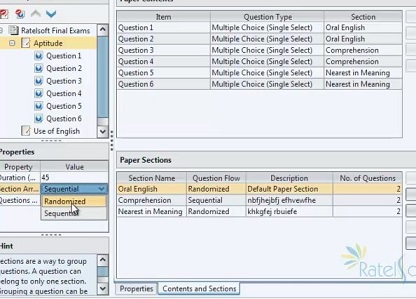 Paper Contents
Ratelsoft Final Exams
Aptitude
Question 1
Question 2
Question 3
Question 4
Question 5
Question 6
Use of English
Item Question Type Section
Question 1 Multiple Choice (Single Select) Oral English
Question 2 Multiple Choice (Single Select) Oral English
Question 3 Multiple Choice (Single Select) Comprehension
Question 4 Multiple Choice (Single Select) Comprehension
Question 5 Multiple Choice (Single Select) Nearest in Meaning
Question 6 Multiple Choice (Single Select) Nearest in Meaning
Properties
Property Value
Duration (... 45
Section Arr... Sequential
Questions ... Randomized
Sequential
Hint
Sections are a way to group
questions. A question can
belong to only one section.
Grouping a question can be
Paper Sections
Section Name Question Flow Description No. of Questions
Oral English Randomized Default Paper Section 2
Comprehension Sequential nbfjhejbfj efhvewfhe 2
Nearest in Meaning Randomized khkgfej rbuiefe 2
Properties Contents and Sections
RatelSo